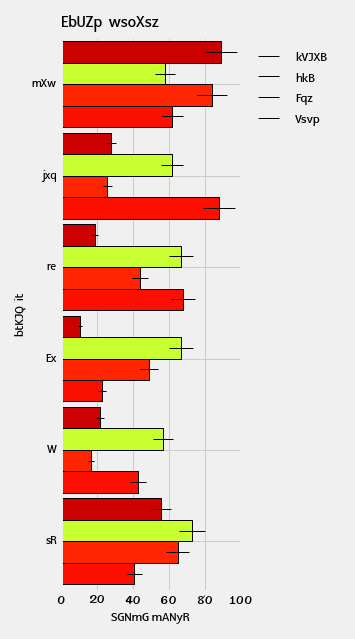 EbUZp wsoXsz
kVJXB
hkB
Fqz
Vsvp
mXw
jxq
re
Ex
W
sR
btKJQ it
0 20 40 60 80 100
SGNmG mANyR